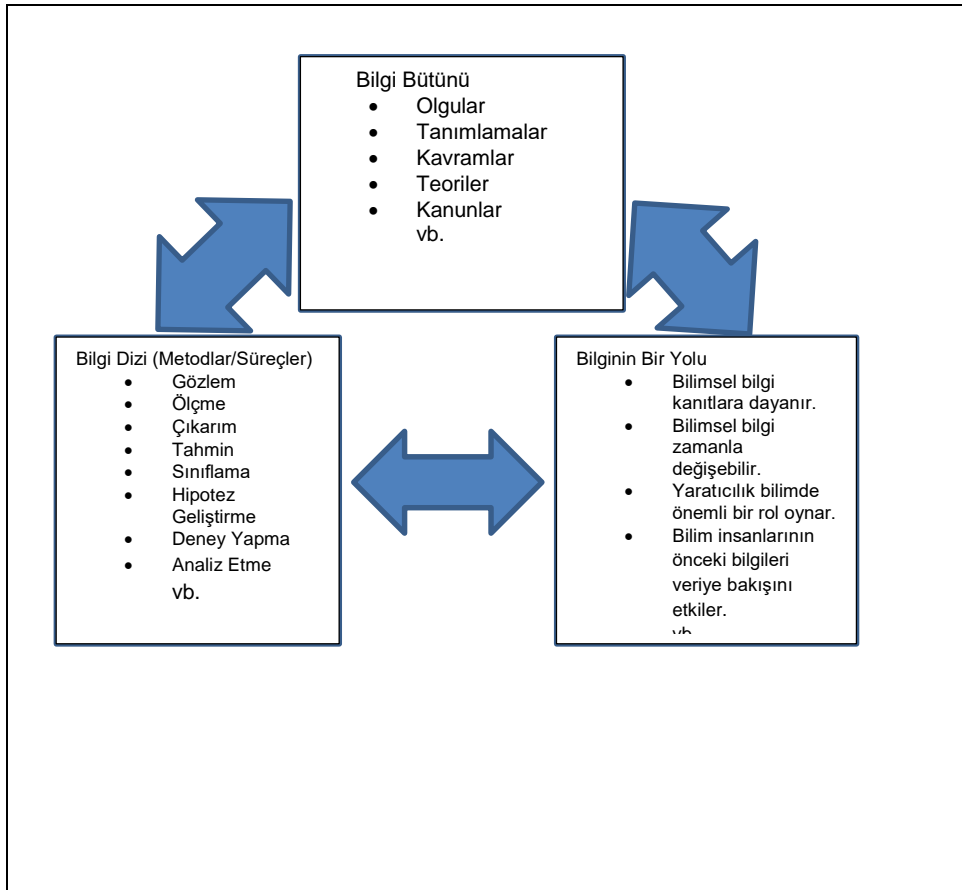 Bilgi Bütünü
• Olgular
• Tanımlamalar
• Kavramlar
• Teoriler
• Kanunlar
vb.
Bilgi Dizi (Metodlar/Süreçler)
• Gözlem
• Ölçme
• Çıkarım
• Tahmin
• Sınıflama
• Hipotez
Geliştirme
• Deney Yapma
• Analiz Etme
vb.
Bilginin Bir Yolu
• Bilimsel bilgi
kanıtlara dayanır.
• Bilimsel bilgi
zamanla
değişebilir.
• Yaratıcılık bilimde
önemli bir rol oynar.
• Bilim insanlarının
önceki bilgileri
veriye bakışını
etkiler.
vb.